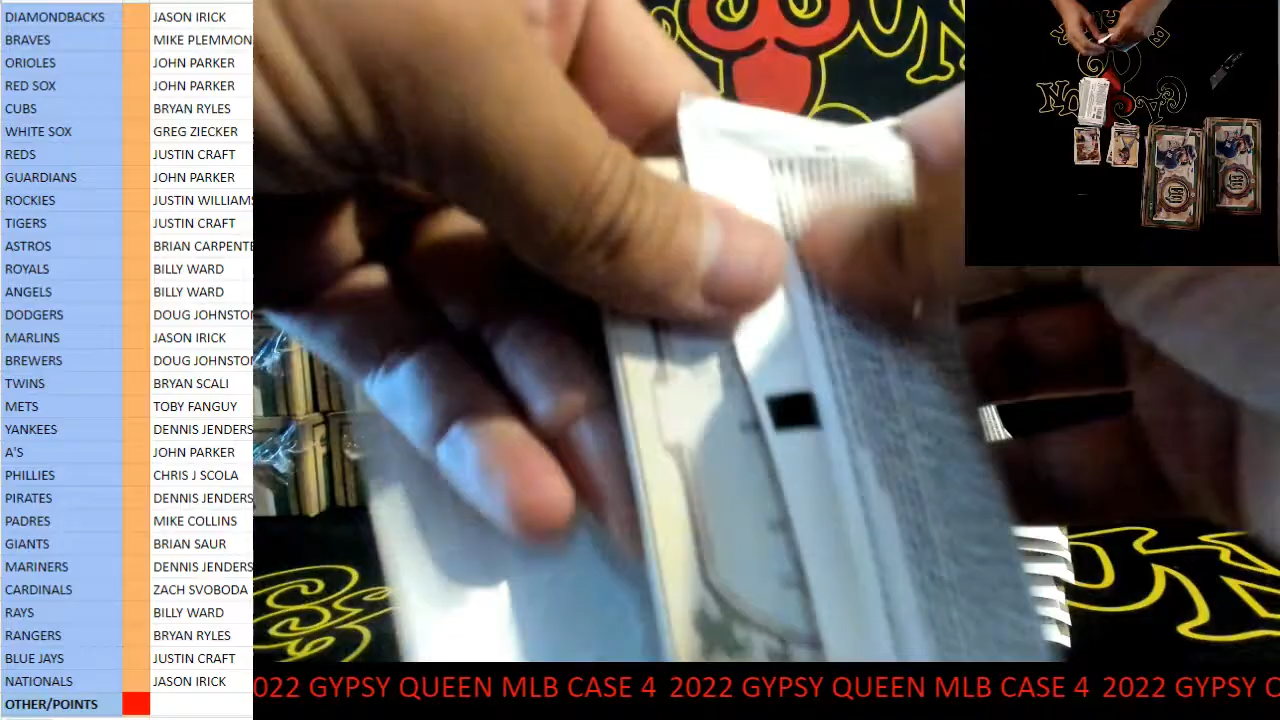 DIAMONDBACKS JASON IRICK
BRAVES MIKE PLEMMON
ORIOLES JOHN PARKER
RED SOX JOHN PARKER
CUBS BRYAN RYLES
WHITE SOX GREG ZIECKER
REDS JUSTIN CRAFT
GUARDIANS JOHN PARKER
ROCKIES JUSTIN WILLIAMS
TIGERS JUSTIN CRAFT
ASTROS BRIAN CARPENTE
ROYALS BILLY WARD
ANGELS BILLY WARD
DODGERS DOUG JOHNSTO
MARLINS JASON IRICK
BREWERS DOUG JOHNSTO
TWINS BRYAN SCALI
METS TOBY FANGUY
YANKEES DENNIS JENDERS
A'S JOHN PARKER
PHILLIES CHRIS J SCOLA
PIRATES DENNIS JENDERS
PADRES MIKE COLLINS
GIANTS BRIAN SAUR
MARINERS DENNIS JENDERS
CARDINALS ZACH SVOBODA
RAYS BILLY WARD
RANGERS BRYAN RYLES
BLUE JAYS JUSTIN CRAFT
NATIONALS JASON IRICK
OTHER/POINTS
022 GYPSY QUEEN MLB CASE 4 2022 GYPSY QUEEN MLB CASE 4 2022 GYPSY C